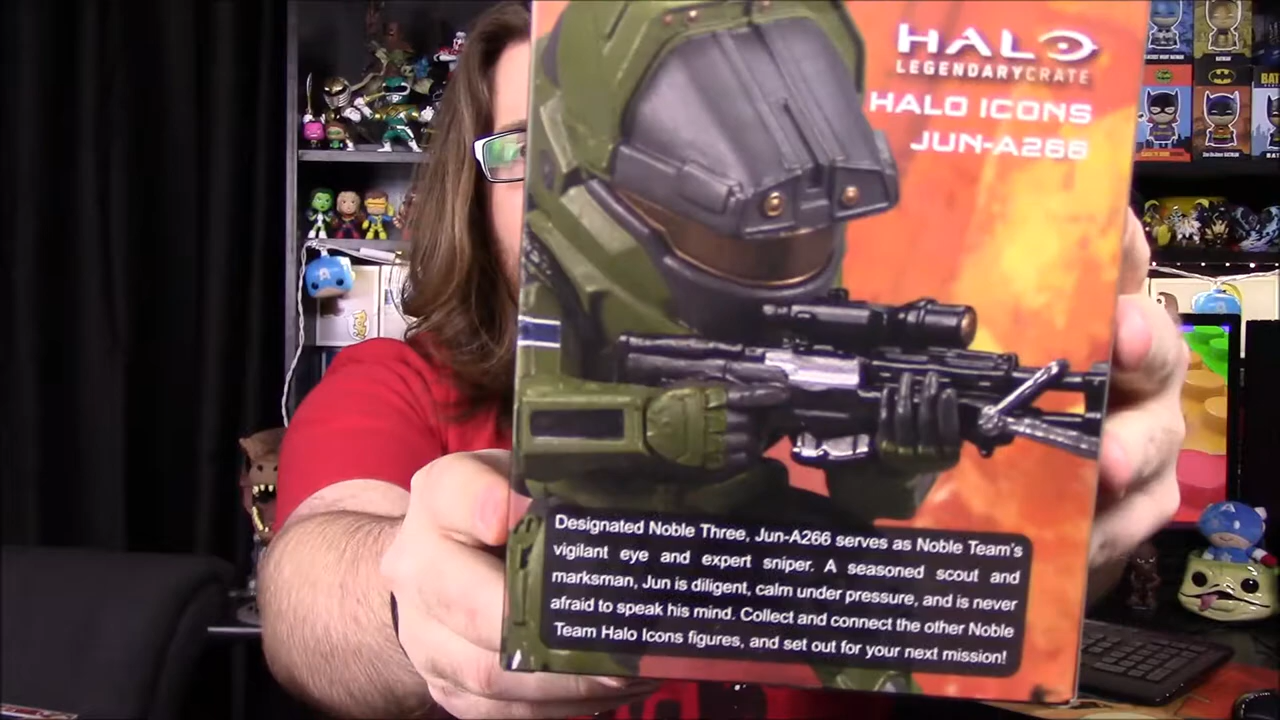 HALO
LEGENDARYCRATE
HALO ICONS
JUN-A266
Designated Noble Three, Jun-A266 serves as Noble Team's
vigilant eye and expert sniper. A seasoned scout and
marksman, Jun is diligent, calm under pressure, and is never
afraid to speak his mind. Collect and connect the other Noble
Team Halo Icons figures, and set out for your next mission!